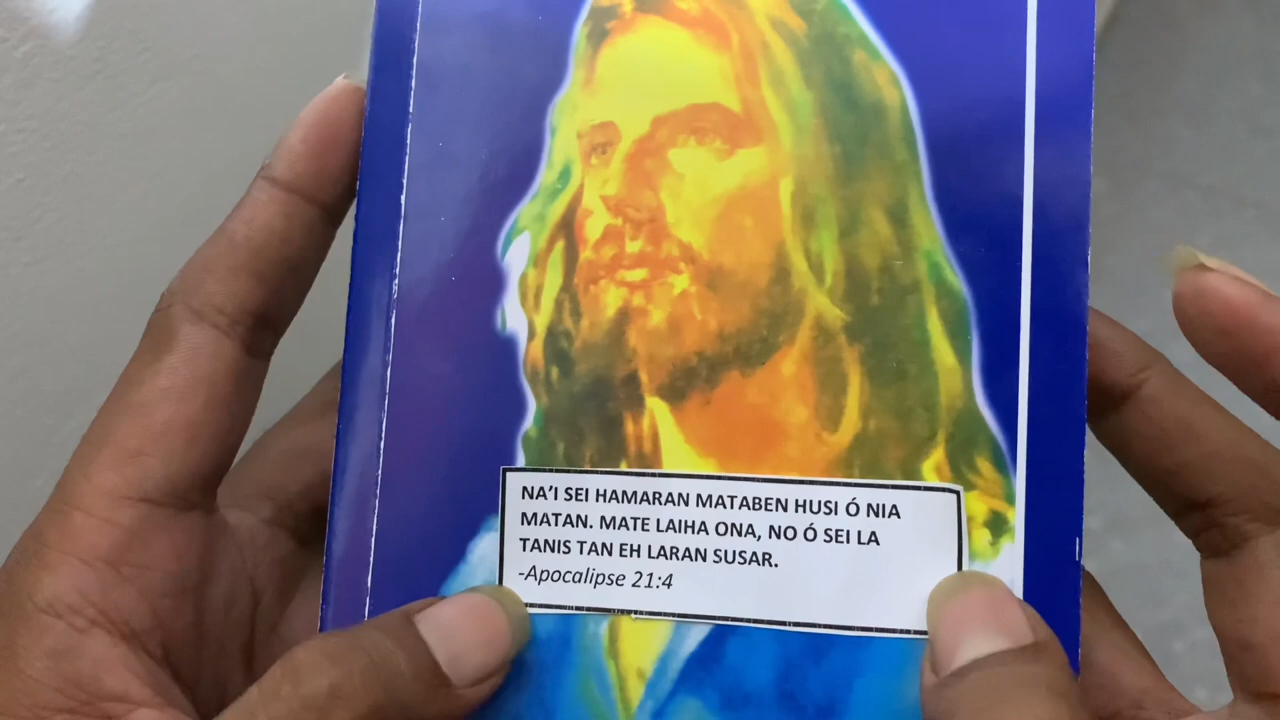 NA'I SEI HAMARAN MATABEN HUSI Ó NIA
MATAN. MATE LAIHA ONA, NO Ó SEI LA
TANIS TAN EH LARAN SUSAR.
-Apocalipse 21:4